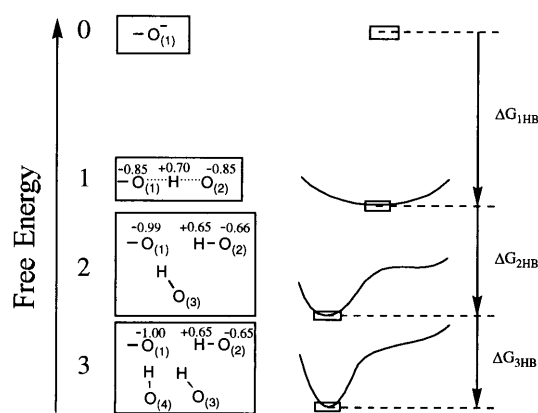 Free Energy
0
–O⁻(1)
ΔG1HB
1
-0.85 +0.70 -0.85
–O(1)······H······O(2)
2
-0.99 +0.65 -0.66
–O(1) H–O(2)
H
O(3)
ΔG2HB
3
-1.00 +0.65 -0.65
–O(1) H–O(2)
H H
O(4) O(3)
ΔG3HB